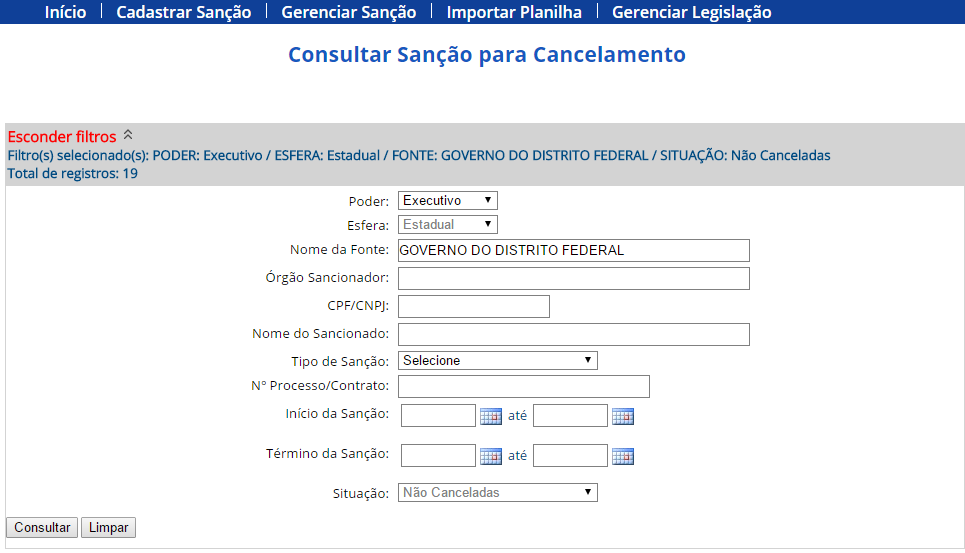 Início Cadastrar Sanção Gerenciar Sanção Importar Planilha Gerenciar Legislação
Consultar Sanção para Cancelamento
Esconder filtros
Filtro(s) selecionado(s): PODER: Executivo / ESFERA: Estadual / FONTE: GOVERNO DO DISTRITO FEDERAL / SITUAÇÃO: Não Canceladas
Total de registros: 19
Poder: Executivo
Esfera: Estadual
Nome da Fonte: GOVERNO DO DISTRITO FEDERAL
Órgão Sancionador:
CPF/CNPJ:
Nome do Sancionado:
Tipo de Sanção: Selecione
Nº Processo/Contrato:
Início da Sanção: até
Término da Sanção: até
Situação: Não Canceladas
Consultar Limpar